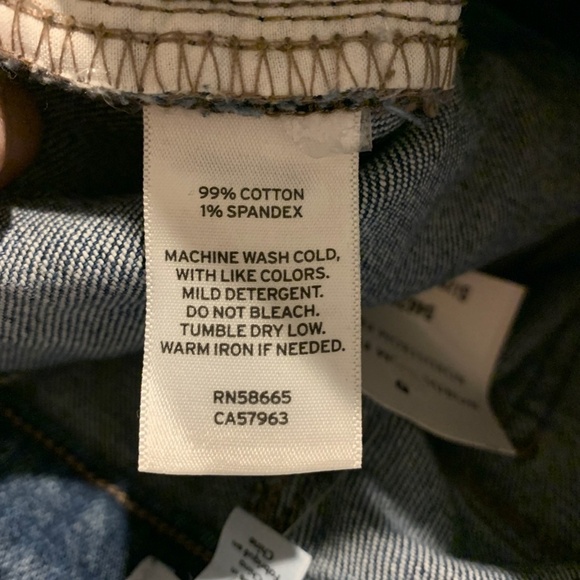 99% COTTON
1% SPANDEX
MACHINE WASH COLD,
WITH LIKE COLORS.
MILD DETERGENT.
DO NOT BLEACH.
TUMBLE DRY LOW.
WARM IRON IF NEEDED.
RN58665
CA57963